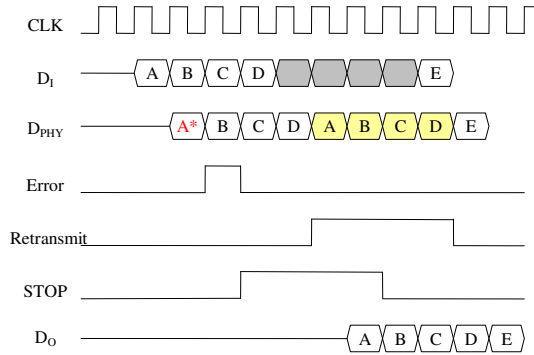 CLK
D_I A B C D E
D_PHY A* B C D A B C D E
Error
Retransmit
STOP
D_O A B C D E